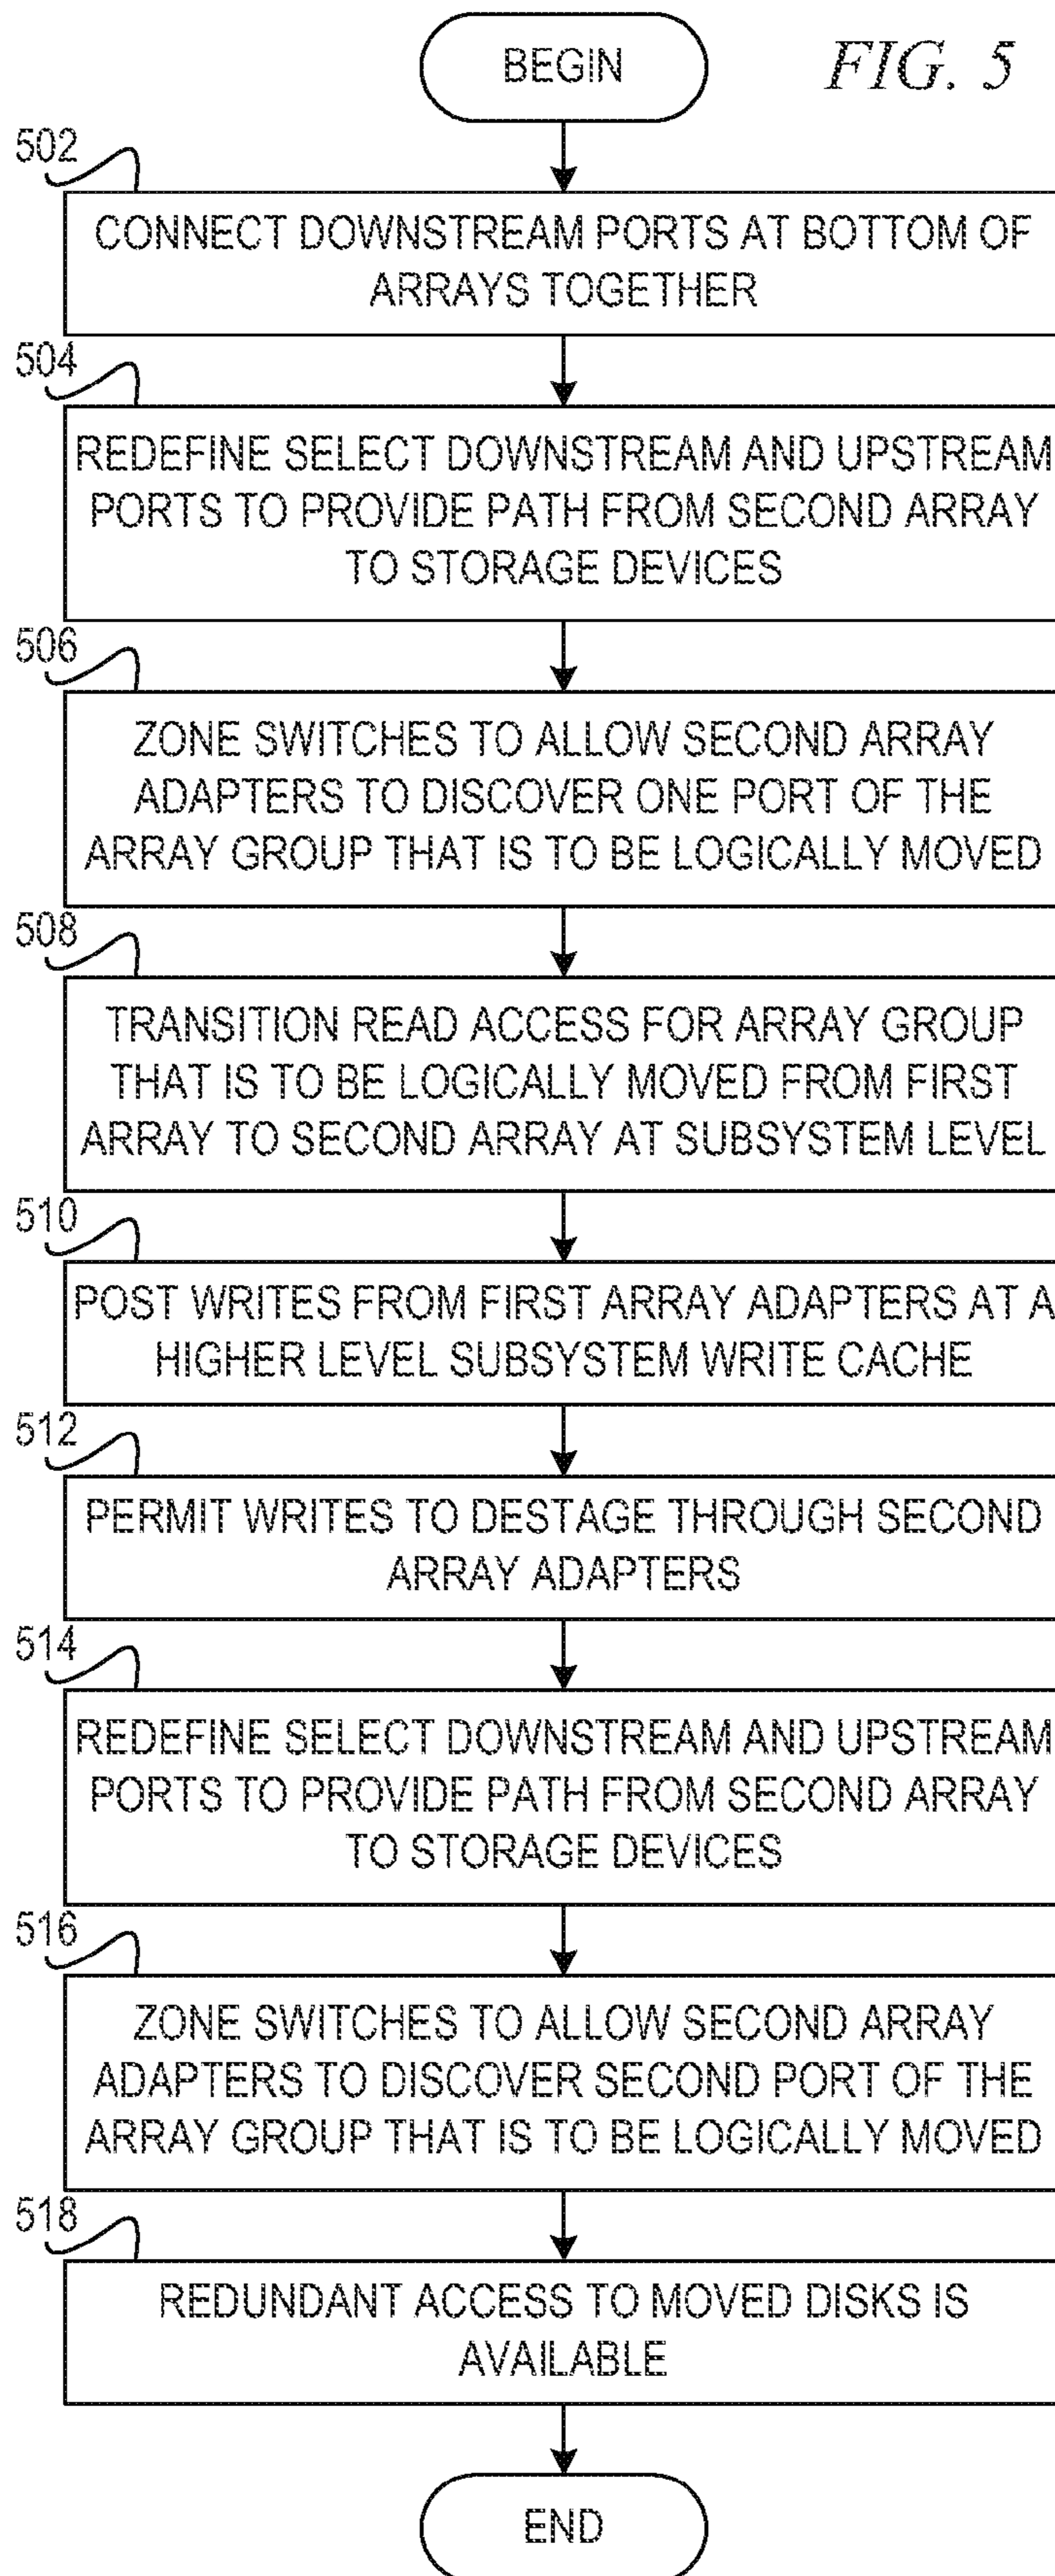 BEGIN
FIG. 5
502
CONNECT DOWNSTREAM PORTS AT BOTTOM OF
ARRAYS TOGETHER
504
REDEFINE SELECT DOWNSTREAM AND UPSTREAM
PORTS TO PROVIDE PATH FROM SECOND ARRAY
TO STORAGE DEVICES
506
ZONE SWITCHES TO ALLOW SECOND ARRAY
ADAPTERS TO DISCOVER ONE PORT OF THE
ARRAY GROUP THAT IS TO BE LOGICALLY MOVED
508
TRANSITION READ ACCESS FOR ARRAY GROUP
THAT IS TO BE LOGICALLY MOVED FROM FIRST
ARRAY TO SECOND ARRAY AT SUBSYSTEM LEVEL
510
POST WRITES FROM FIRST ARRAY ADAPTERS AT A
HIGHER LEVEL SUBSYSTEM WRITE CACHE
512
PERMIT WRITES TO DESTAGE THROUGH SECOND
ARRAY ADAPTERS
514
REDEFINE SELECT DOWNSTREAM AND UPSTREAM
PORTS TO PROVIDE PATH FROM SECOND ARRAY
TO STORAGE DEVICES
516
ZONE SWITCHES TO ALLOW SECOND ARRAY
ADAPTERS TO DISCOVER SECOND PORT OF THE
ARRAY GROUP THAT IS TO BE LOGICALLY MOVED
518
REDUNDANT ACCESS TO MOVED DISKS IS
AVAILABLE
END